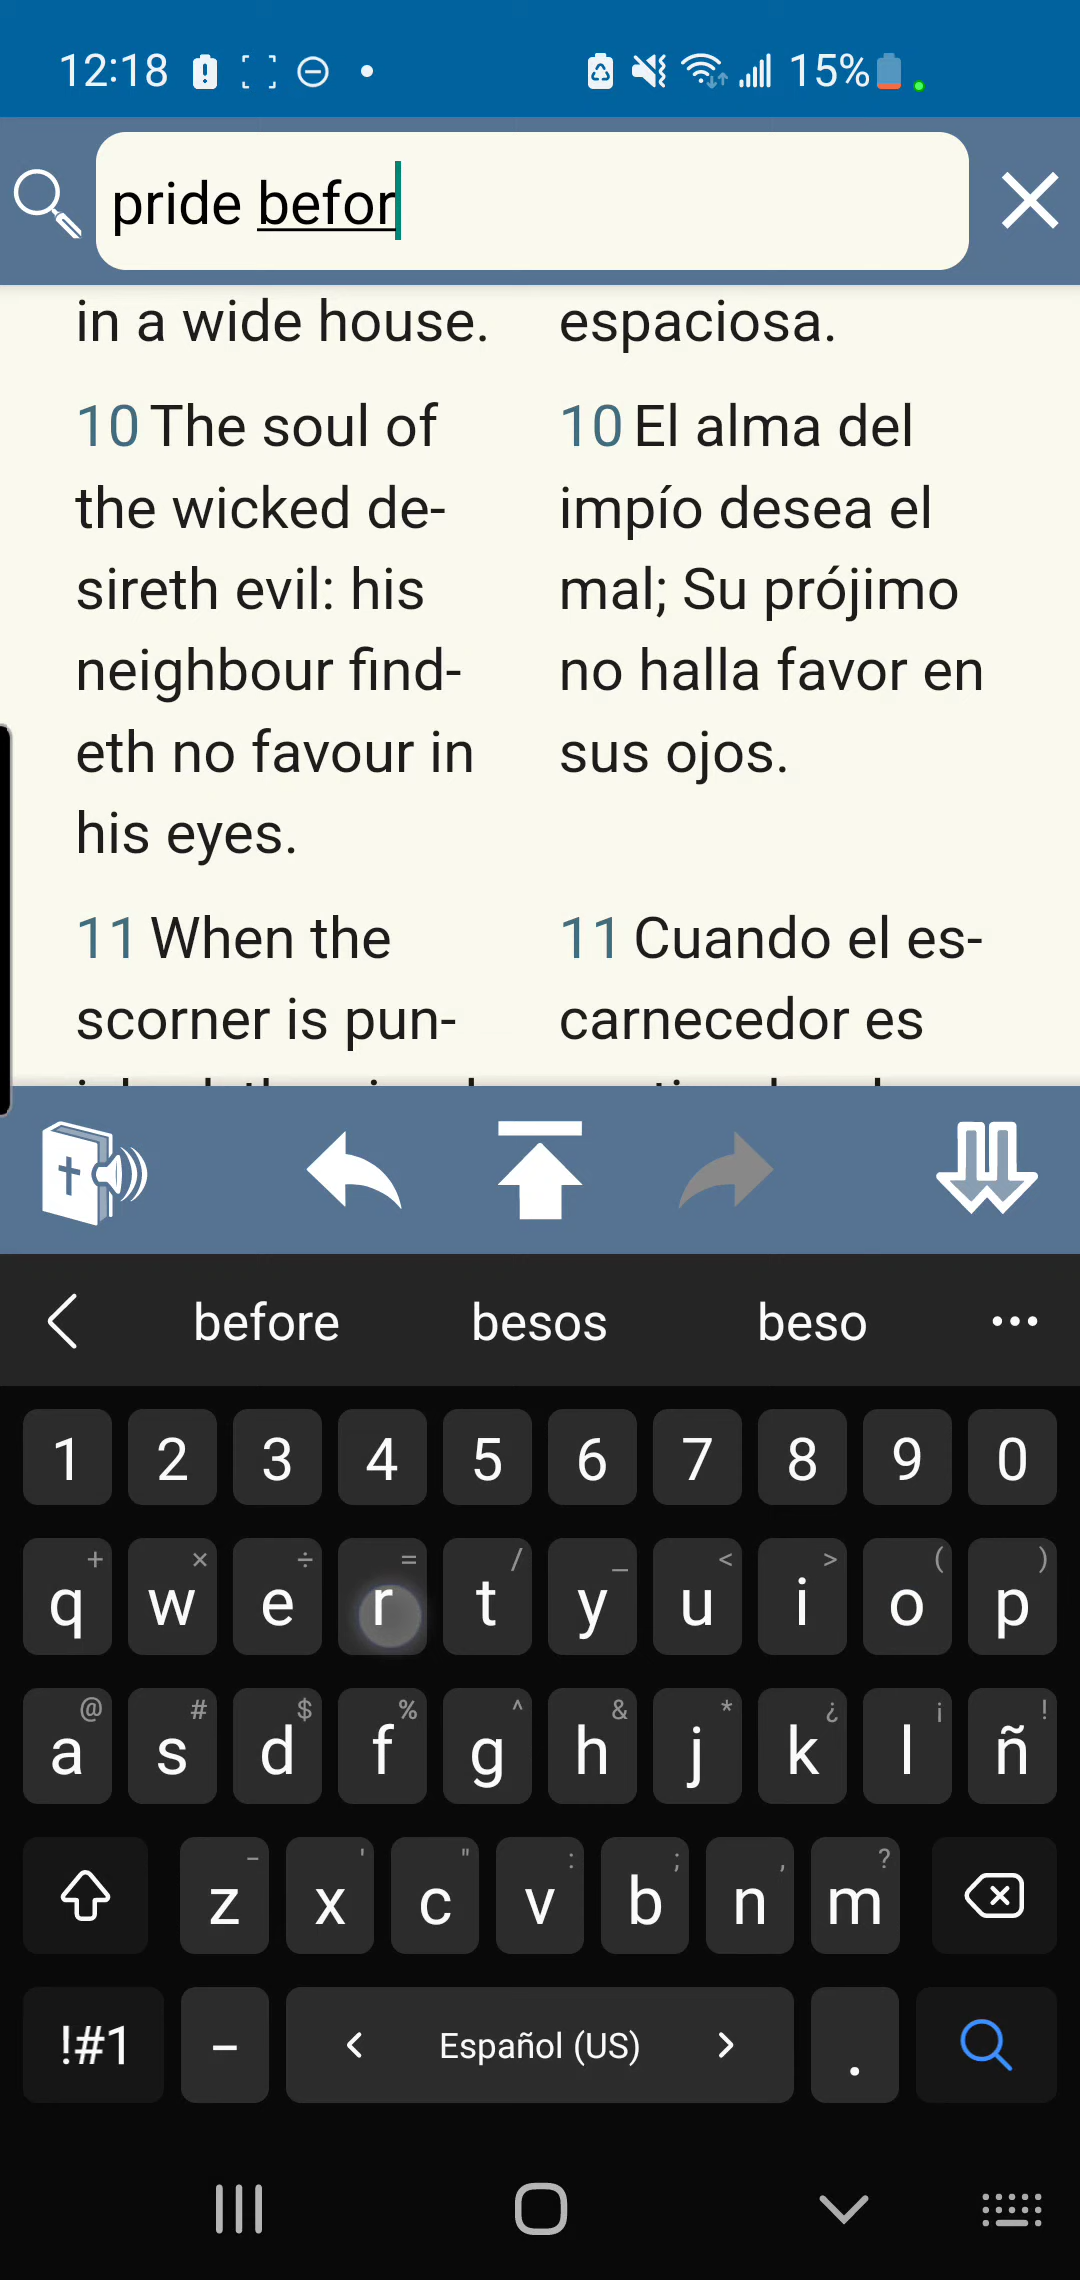 12:18 15%
pride befor
in a wide house.
espaciosa.
10 The soul of
the wicked de-
sireth evil: his
neighbour find-
eth no favour in
his eyes.
10 El alma del
impío desea el
mal; Su prójimo
no halla favor en
sus ojos.
11 When the
scorner is pun-
11 Cuando el es-
carnecedor es
before besos beso
1 2 3 4 5 6 7 8 9 0
+ × ÷ = / _ < > ( )
q w e r t y u i o p
@ # $ % ^ & * ¿ ¡ !
a s d f g h j k l ñ
- ' " : ; , ?
z x c v b n m
!#1 - < Español (US) > .